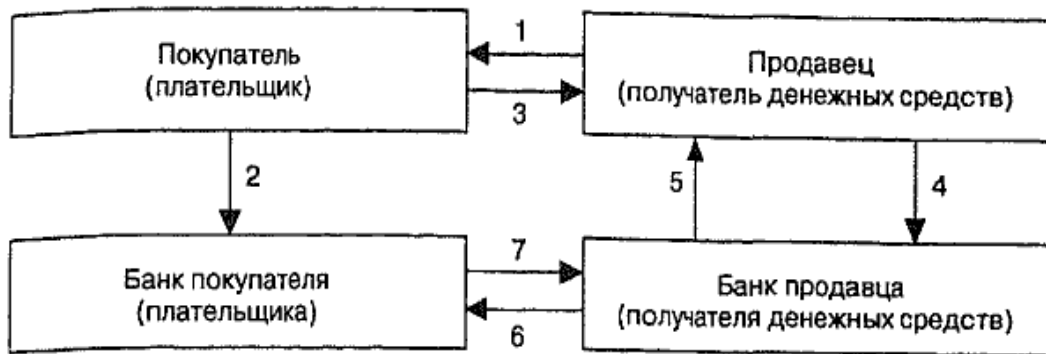 Покупатель
(плательщик)
1
3
Продавец
(получатель денежных средств)
2
5
4
Банк покупателя
(плательщика)
7
6
Банк продавца
(получателя денежных средств)